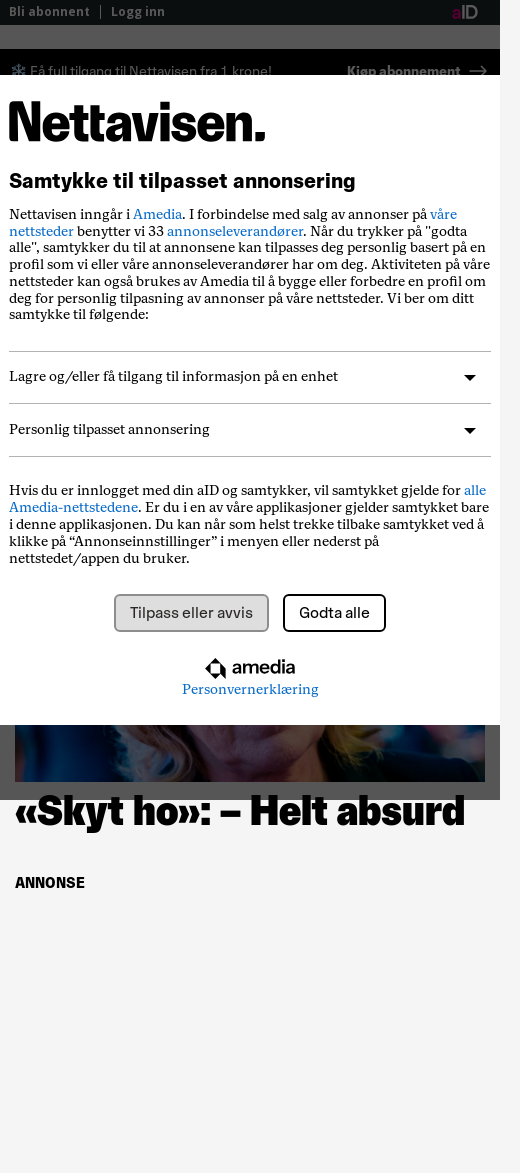 Bli abonnent | Logg inn
aID
Få full tilgang til Nettavisen fra 1 krone! Kjøp abonnement →
Nettavisen.
Samtykke til tilpasset annonsering
Nettavisen inngår i Amedia. I forbindelse med salg av annonser på våre
nettsteder benytter vi 33 annonseleverandører. Når du trykker på "godta
alle", samtykker du til at annonsene kan tilpasses deg personlig basert på en
profil som vi eller våre annonseleverandører har om deg. Aktiviteten på våre
nettsteder kan også brukes av Amedia til å bygge eller forbedre en profil om
deg for personlig tilpasning av annonser på våre nettsteder. Vi ber om ditt
samtykke til følgende:
Lagre og/eller få tilgang til informasjon på en enhet
Personlig tilpasset annonsering
Hvis du er innlogget med din aID og samtykker, vil samtykket gjelde for alle
Amedia-nettstedene. Er du i en av våre applikasjoner gjelder samtykket bare
i denne applikasjonen. Du kan når som helst trekke tilbake samtykket ved å
klikke på “Annonseinnstillinger” i menyen eller nederst på
nettstedet/appen du bruker.
Tilpass eller avvis
Godta alle
amedia
Personvernerklæring
«Skyt ho»: – Helt absurd
ANNONSE